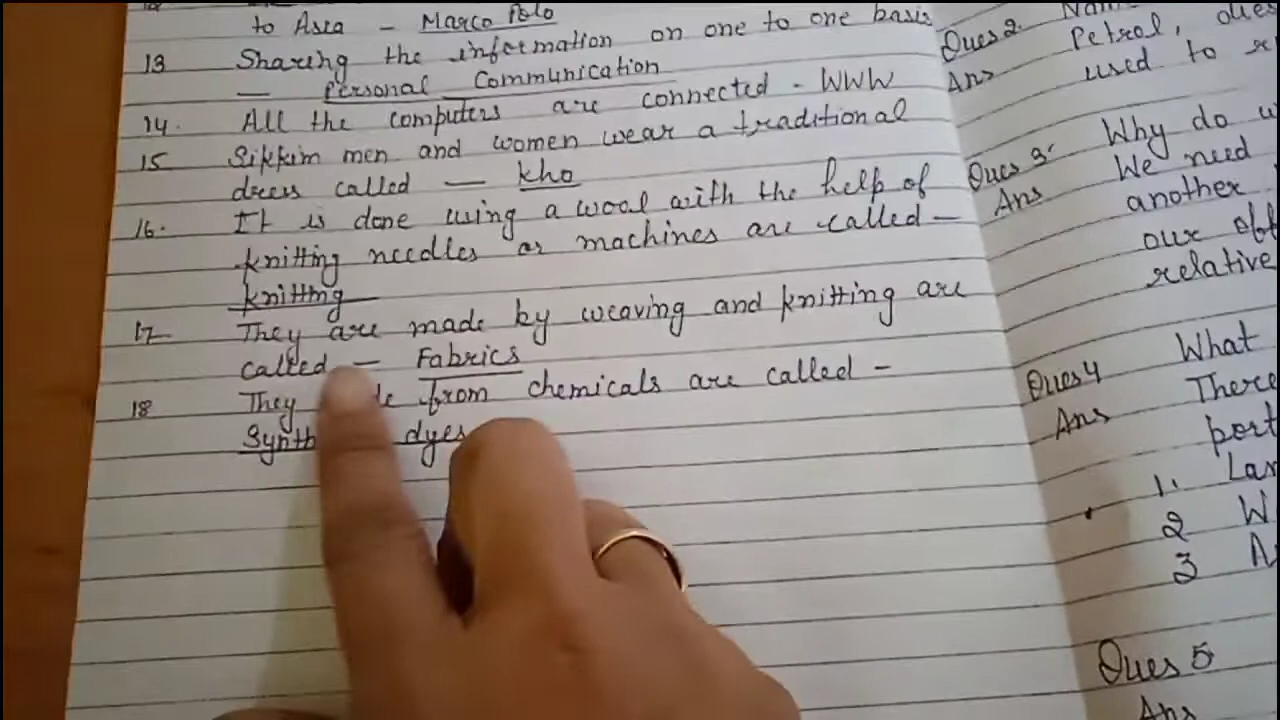 to Asia - Marco Polo
13 Sharing the information on one to one basis
— Personal Communication
14. All the computers are connected - WWW
15 Sikkim men and women wear a traditional
dress called — Kho
16. It is done using a wool with the help of
knitting needles or machines are called —
knitting
17 They are made by weaving and knitting are
called — Fabrics
18 They from chemicals are called -
dyes
Ques 2.
Ans Petrol,
used to
Ques 3. Why do
Ans We need
another
our
relative
Ques 4 What
Ans There
port
1.
2 W
3 A
Ques 5
Ans